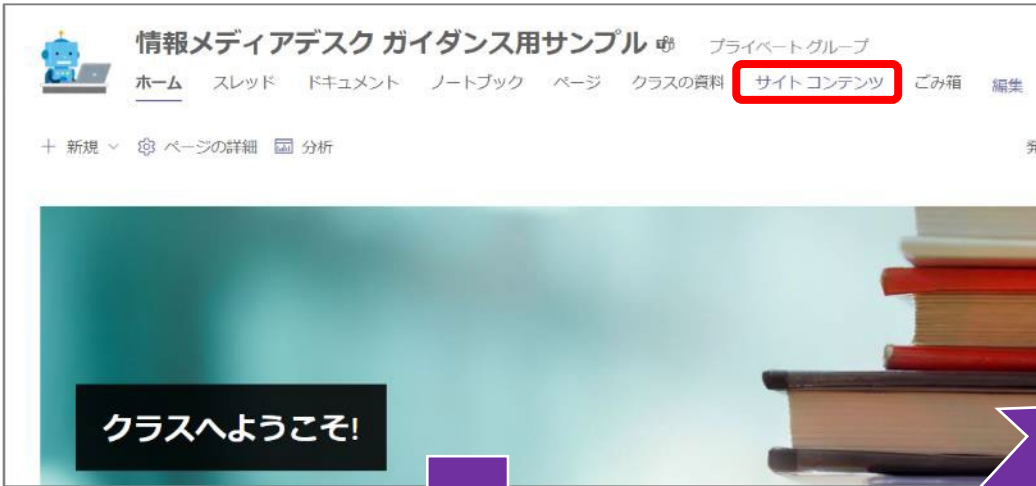 情報メディアデスク ガイダンス用サンプル プライベート グループ
ホーム スレッド ドキュメント ノートブック ページ クラスの資料 サイト コンテンツ ごみ箱 編集
+ 新規 ページの詳細 分析
クラスへようこそ!